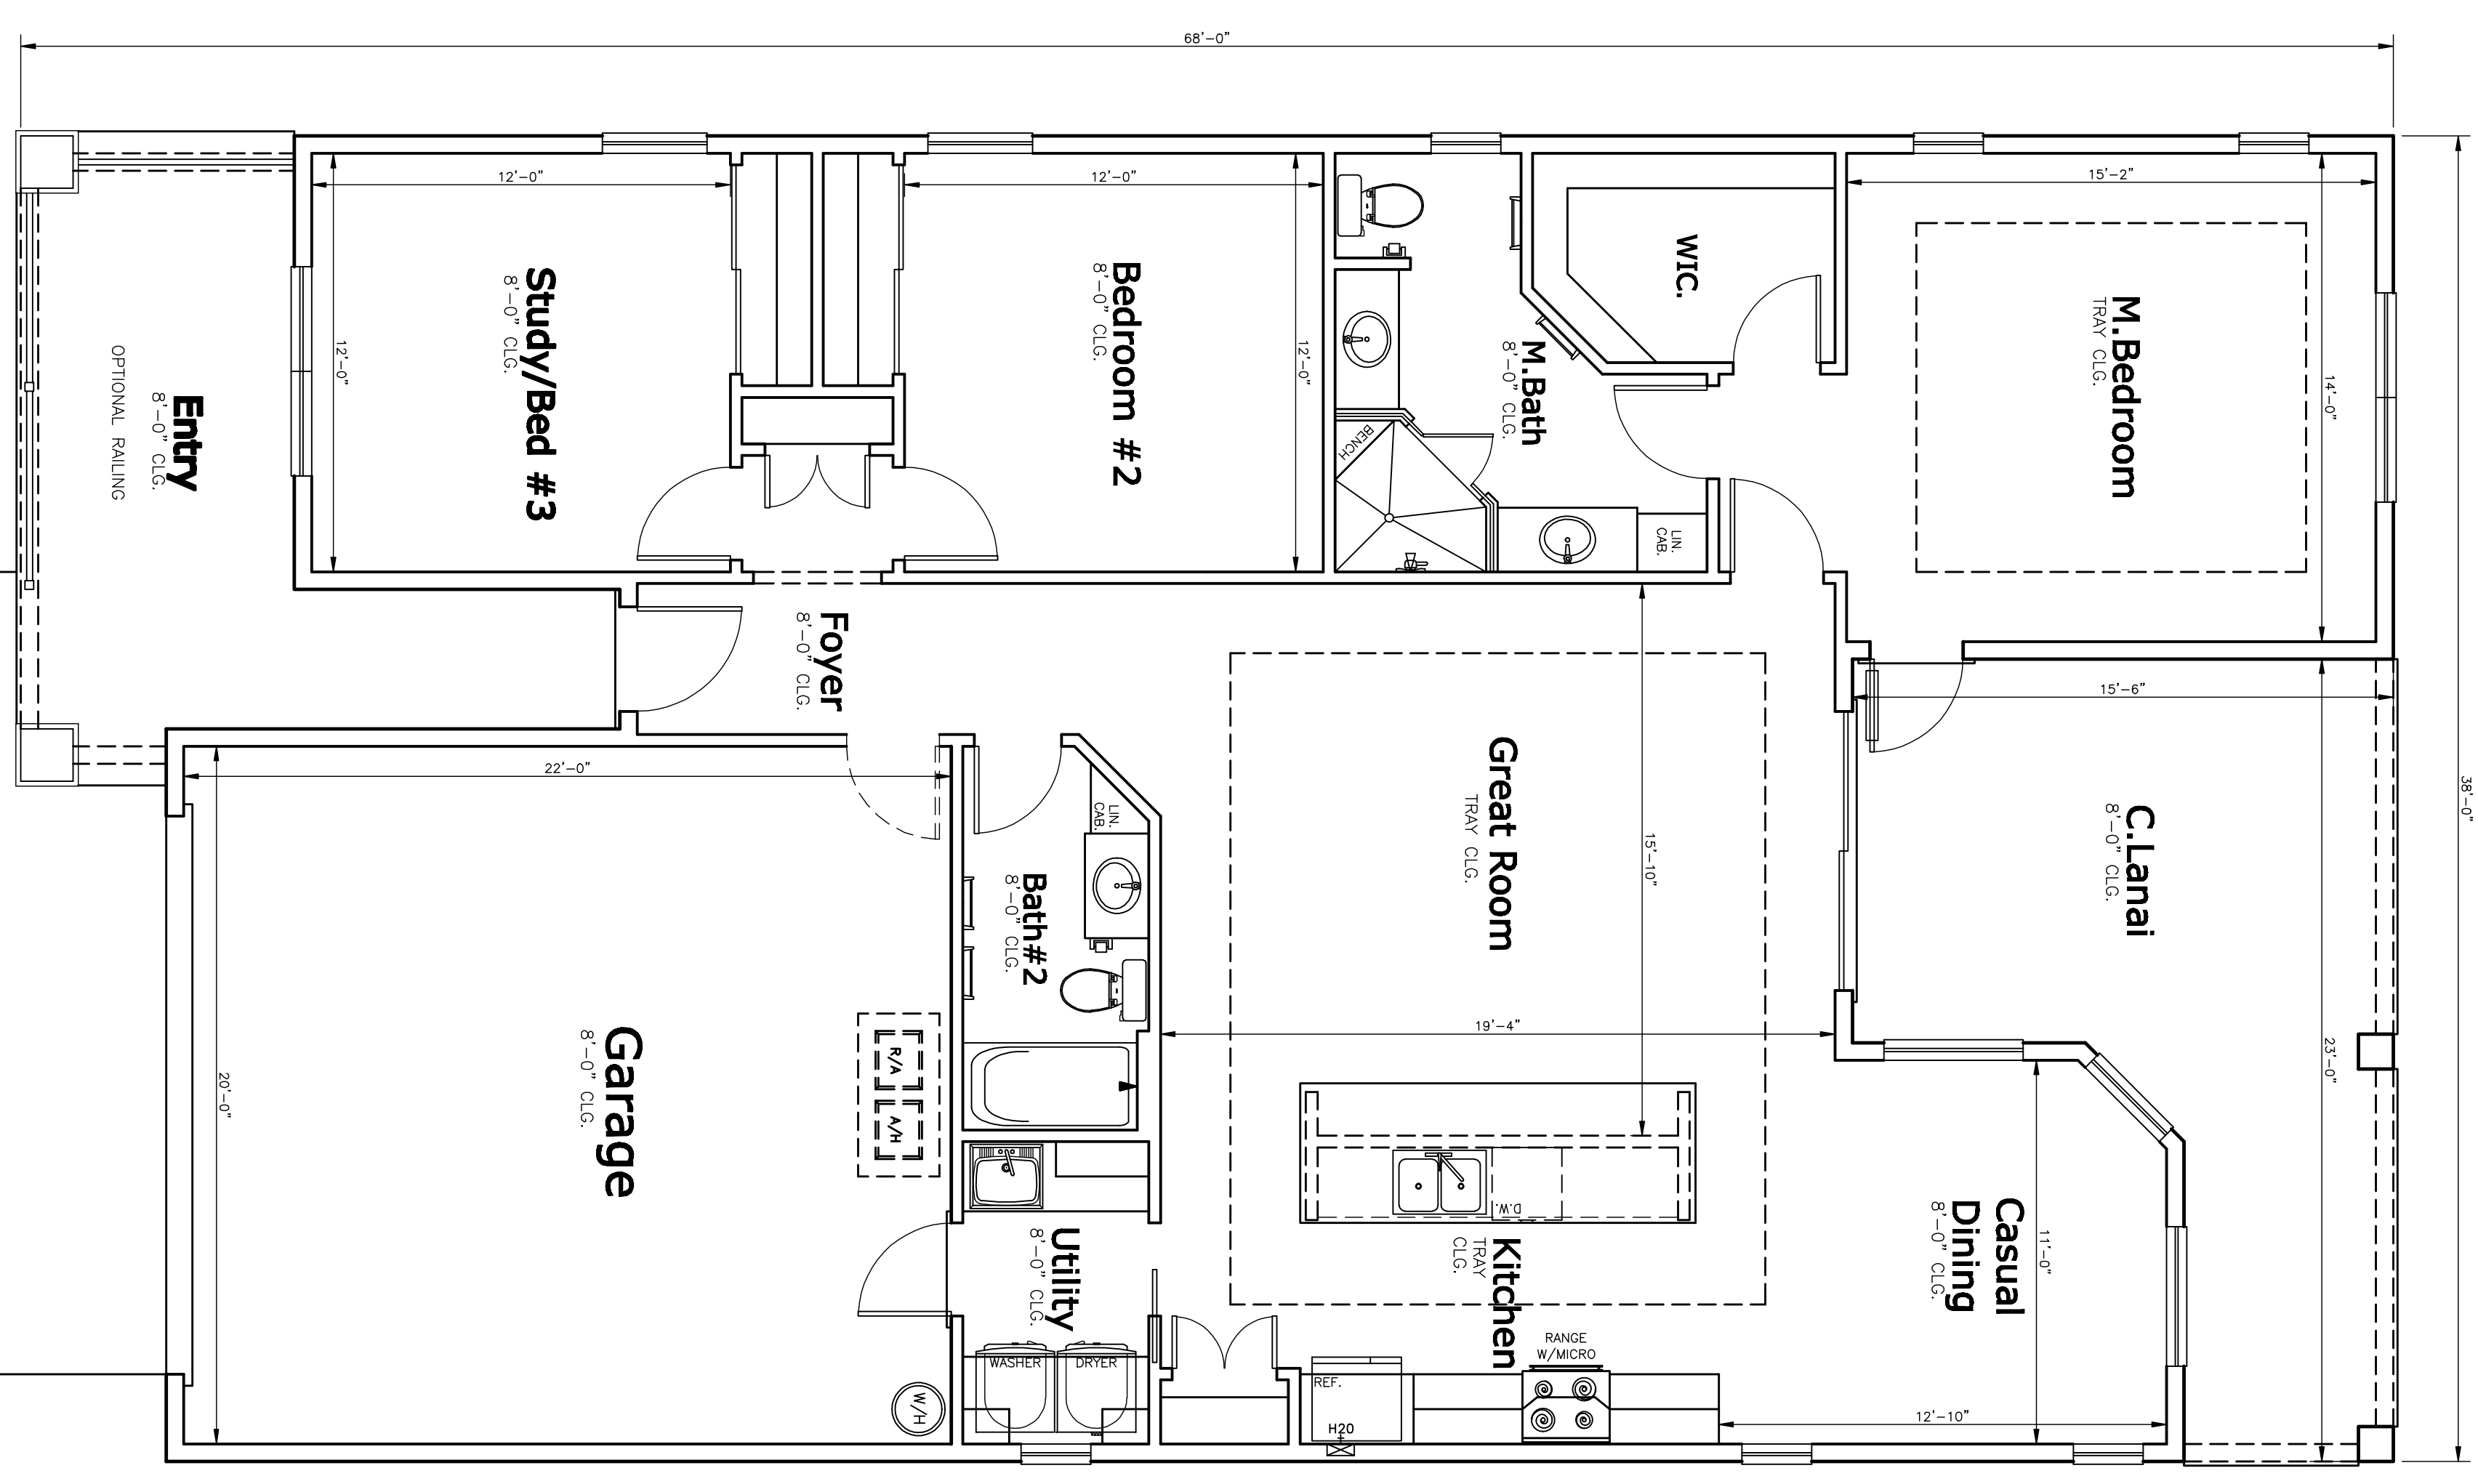 68'-0"
38'-0"
12'-0"
12'-0"
15'-2"
12'-0"
12'-0"
14'-0"
Entry
8'-0" CLG.
OPTIONAL RAILING
Study/Bed #3
8'-0" CLG.
Bedroom #2
8'-0" CLG.
M.Bath
8'-0" CLG.
BENCH
LIN.
CAB.
WIC.
M.Bedroom
TRAY CLG.
Foyer
8'-0" CLG.
15'-6"
22'-0"
20'-0"
Garage
8'-0" CLG.
R/A
A/H
W/H
LIN.
CAB.
Bath#2
8'-0" CLG.
Utility
8'-0" CLG.
WASHER
DRYER
Great Room
TRAY CLG.
15'-10"
19'-4"
D.W.
Kitchen
TRAY
CLG.
RANGE
W/MICRO
REF.
H20
C.Lanai
8'-0" CLG.
23'-0"
Casual
Dining
8'-0" CLG.
11'-0"
12'-10"